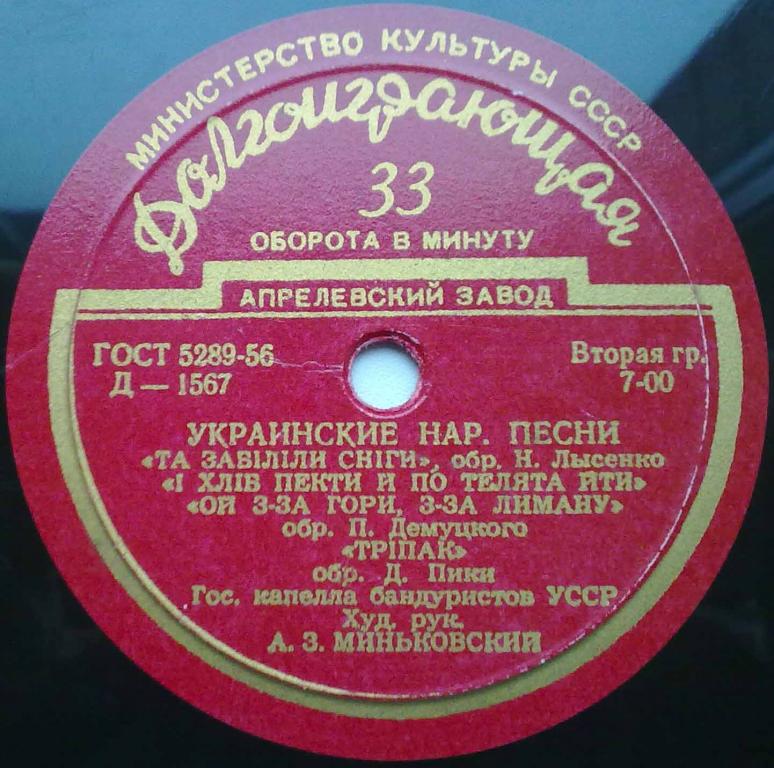 МИНИСТЕРСТВО КУЛЬТУРЫ СССР
Долгоиграющая
33
ОБОРОТА В МИНУТУ
АПРЕЛЕВСКИЙ ЗАВОД
ГОСТ 5289-56
Вторая гр.
Д — 1567
7-00
УКРАИНСКИЕ НАР. ПЕСНИ
«ТА ЗАБІЛІЛИ СНІГИ», обр. Н. Лысенко
«І ХЛІВ ПЕКТИ Й ПО ТЕЛЯТА ЙТИ»
«ОЙ З-ЗА ГОРИ, З-ЗА ЛИМАНУ»
обр. П. Демуцкого
«ТРІПАК»
обр. Д. Пики
Гос. капелла бандуристов УССР
Худ. рук.
А. З. МИНЬКОВСКИЙ